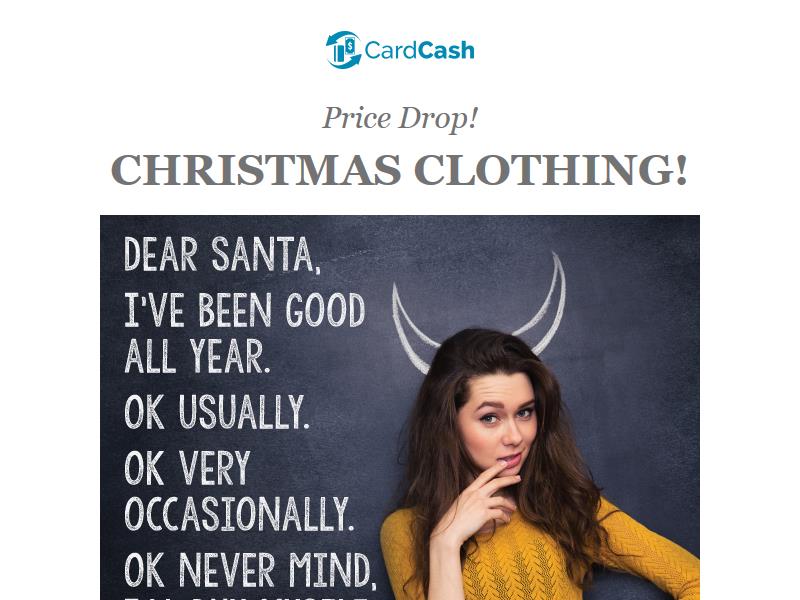 CardCash
Price Drop!
CHRISTMAS CLOTHING!
DEAR SANTA,
I'VE BEEN GOOD
ALL YEAR.
OK USUALLY.
OK VERY
OCCASIONALLY.
OK NEVER MIND,